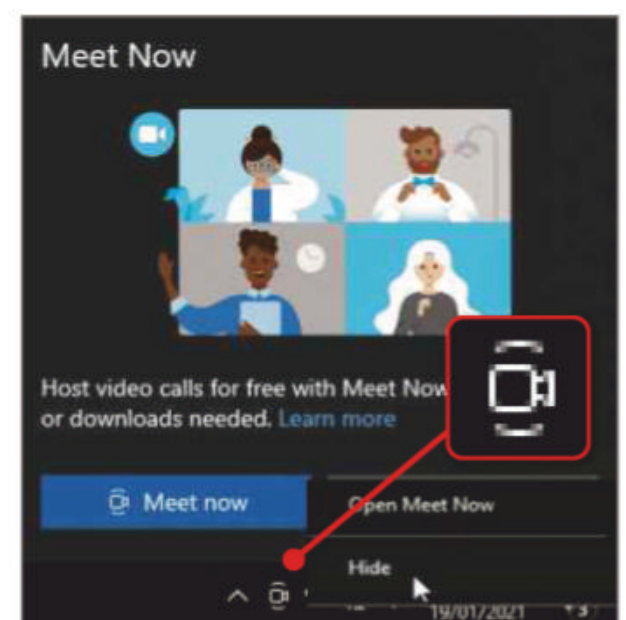 Meet Now
Host video calls for free with Meet Now
or downloads needed. Learn more
Meet now
Open Meet Now
Hide
19/01/2021
3